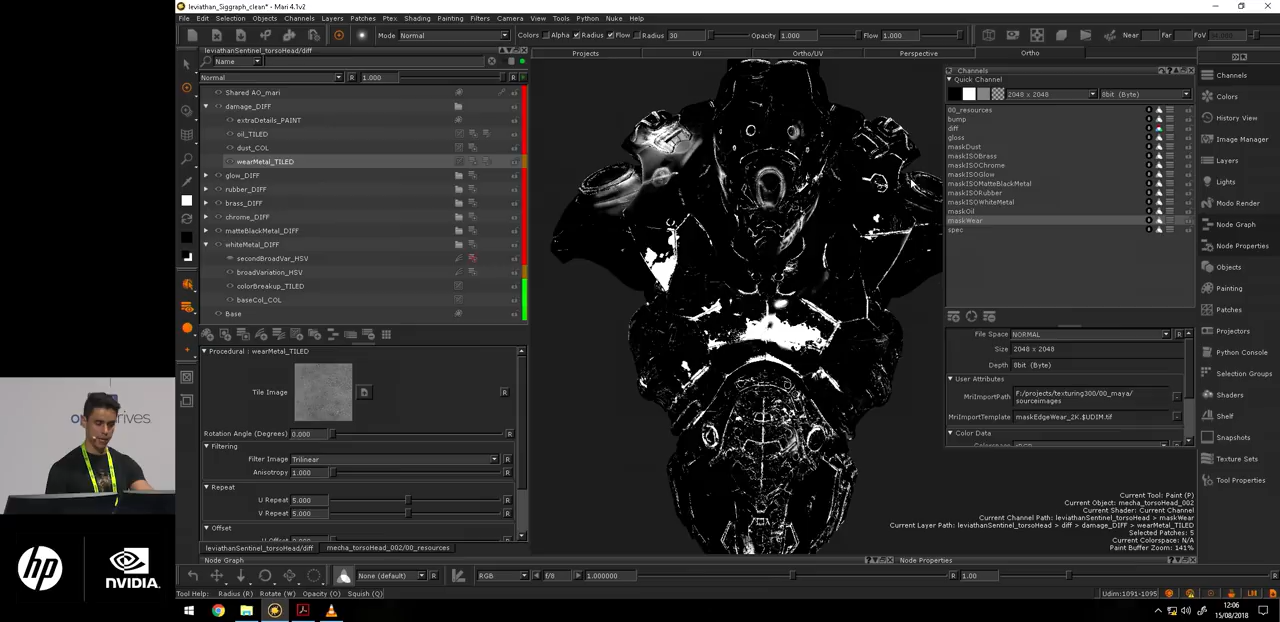 leviathan_Siggraph_clean* - Mari 4.1v2
File Edit Selection Objects Channels Layers Patches Ptex Shading Painting Filters Camera View Tools Python Nuke Help
Colors Alpha Radius Flow Radius 30 Opacity 1.000 Flow 1.000 Near Far FoV
Mode Normal
leviathanSentinel_torsoHead/diff
Projects UV Ortho/UV Perspective Ortho
Name
Normal R 1.000 R
Shared AO_mari
damage_DIFF
extraDetails_PAINT
oil_TILED
dust_COL
wearMetal_TILED
glow_DIFF
rubber_DIFF
brass_DIFF
chrome_DIFF
matteBlackMetal_DIFF
whiteMetal_DIFF
secondBroadVar_HSV
broadVariation_HSV
colorBreakup_TILED
baseCol_COL
Base
Procedural : wearMetal_TILED
Tile Image R
Rotation Angle (Degrees) 0.000 R
Filtering
Filter Image Trilinear R
Anisotropy 1.000 R
Repeat
U Repeat 5.000 R
V Repeat 5.000 R
Offset
leviathanSentinel_torsoHead/diff mecha_torsoHead_002/00_resources
Node Graph
Channels
Quick Channel
2048 x 2048 8bit (Byte)
00_resources
bump
diff
gloss
maskDust
maskISOBrass
maskISOChrome
maskISOGlow
maskISOMatteBlackMetal
maskISORubber
maskISOWhiteMetal
maskOil
maskWear
spec
File Space NORMAL R
Size 2048 x 2048
Depth 8bit (Byte)
User Attributes
MriImportPath F:/projects/texturing300/00_maya/
sourceimages
MriImportTemplate maskEdgeWear_2K.$UDIM.tif
Color Data
Current Tool: Paint (P)
Current Object: mecha_torsoHead_002
Current Shader: Current Channel
Current Channel Path: leviathanSentinel_torsoHead > maskWear
Current Layer Path: leviathanSentinel_torsoHead > diff > damage_DIFF > wearMetal_TILED
Selected Patches: 5
Current Colorspace: N/A
Paint Buffer Zoom: 141%
Node Properties
Channels
Colors
History View
Image Manager
Layers
Lights
Modo Render
Node Graph
Node Properties
Objects
Painting
Patches
Projectors
Python Console
Selection Groups
Shaders
Shelf
Snapshots
Texture Sets
Tool Properties
None (default) R RGB f/8 1.000000 R 1.00 R
Tool Help: Radius (R) Rotate (W) Opacity (O) Squish (Q) Udim:1091-1095
12:06
15/08/2018
hp
NVIDIA.